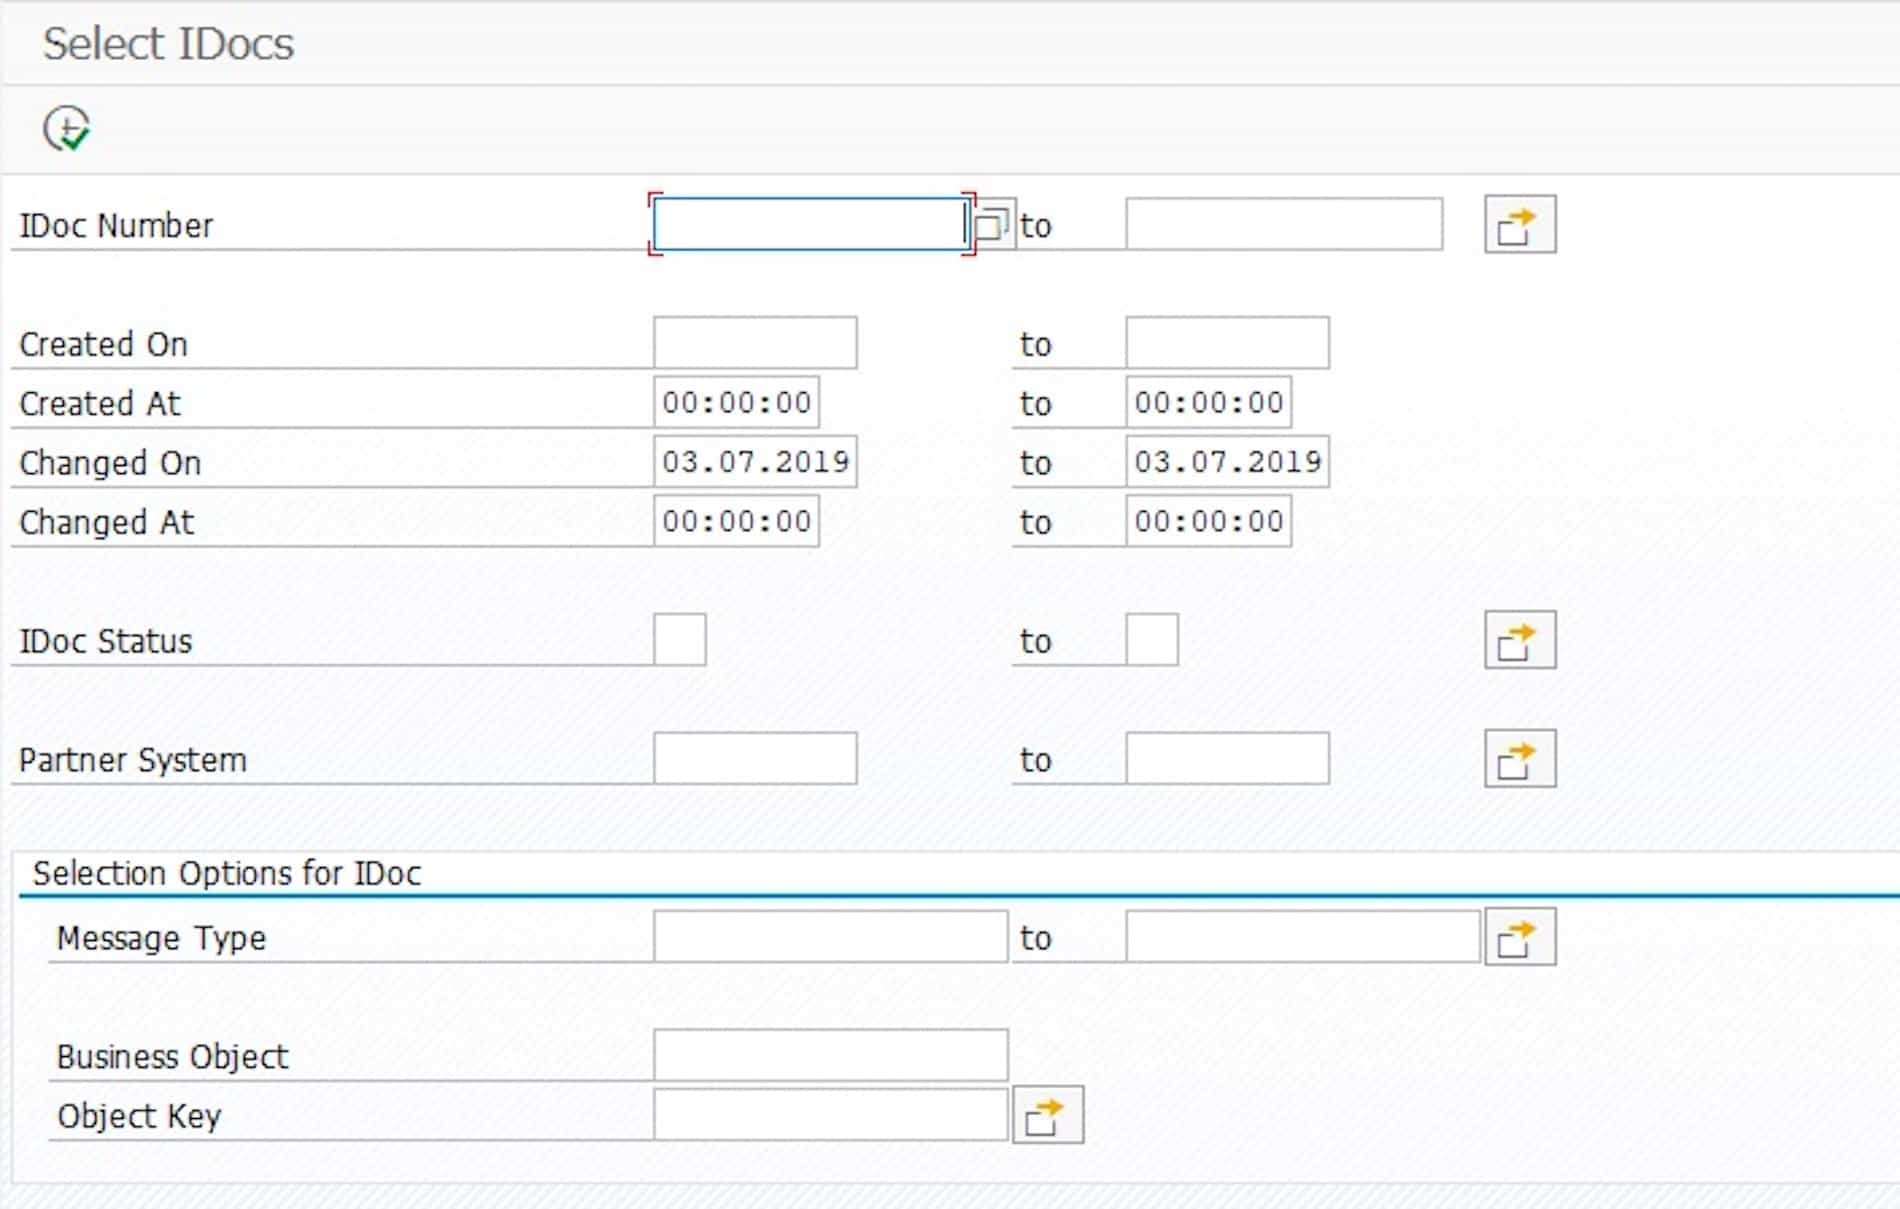 Select IDocs
IDoc Number to
Created On to
Created At 00:00:00 to 00:00:00
Changed On 03.07.2019 to 03.07.2019
Changed At 00:00:00 to 00:00:00
IDoc Status to
Partner System to
Selection Options for IDoc
Message Type to
Business Object
Object Key